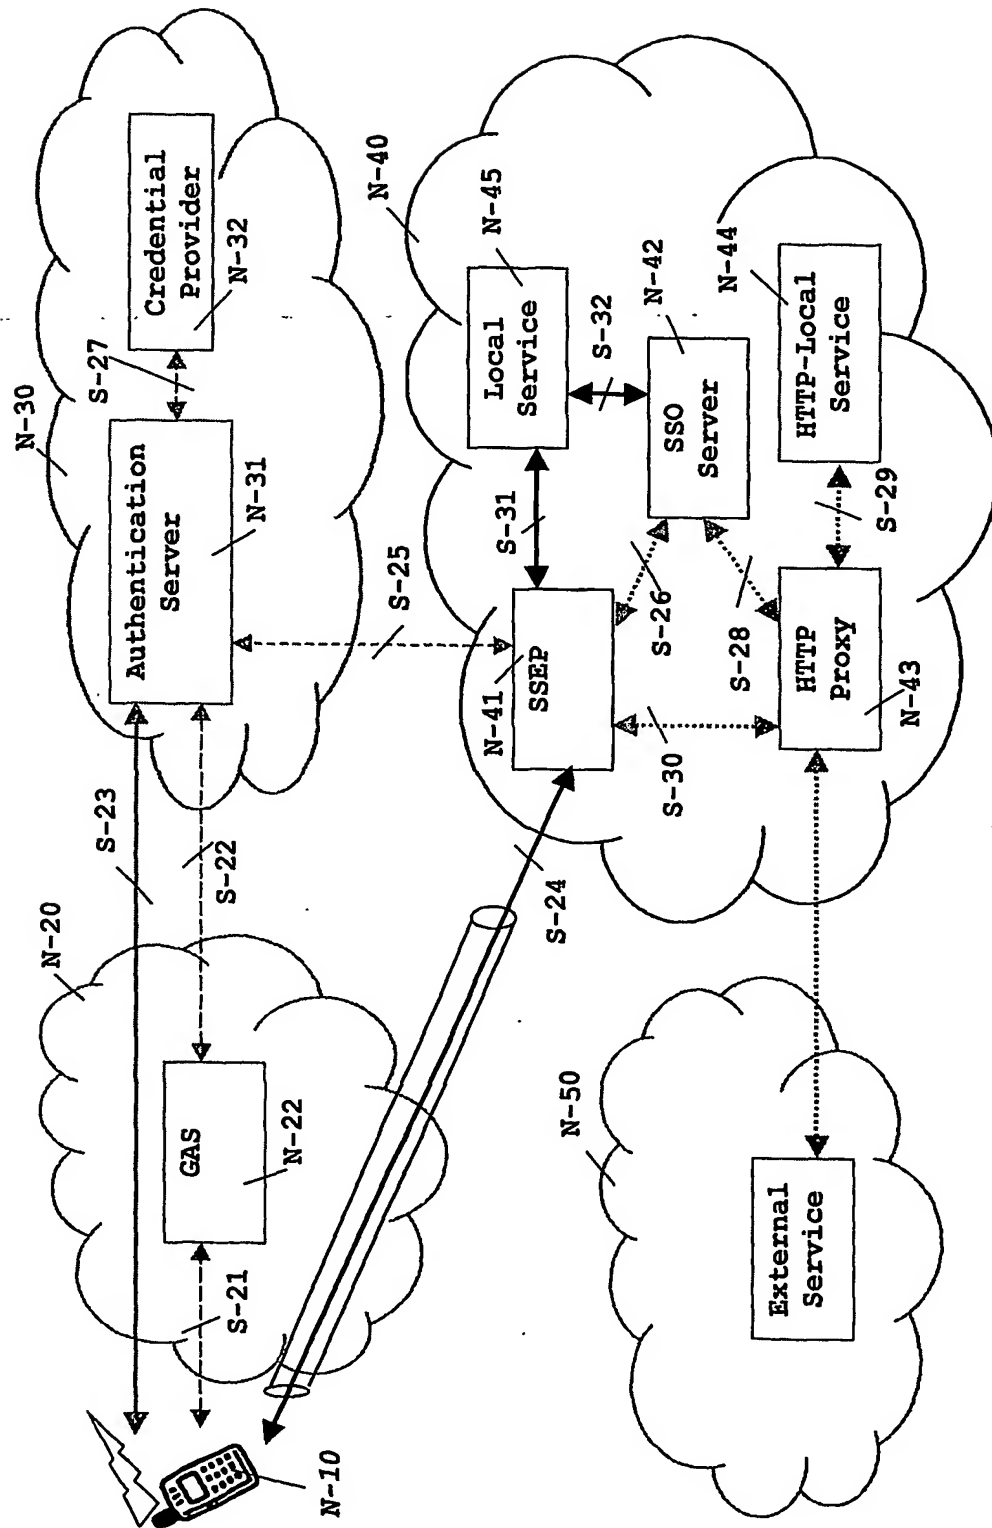 N-10
S-21
GAS
N-22
N-20
S-22
S-23
Authentication
Server
N-31
N-30
S-27
Credential
Provider
N-32
S-25
S-24
N-41
SSEP
S-31
Local
Service
N-45
N-40
S-32
SSO
Server
N-42
S-26
S-28
S-30
HTTP
Proxy
N-43
S-29
HTTP-Local
Service
N-44
N-50
External
Service